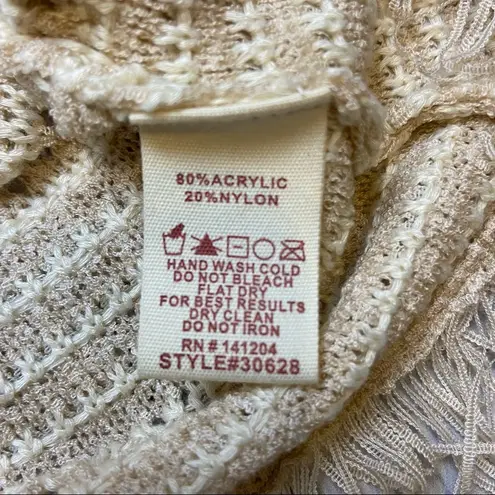 80%ACRYLIC
20%NYLON
HAND WASH COLD
DO NOT BLEACH
FLAT DRY
FOR BEST RESULTS
DRY CLEAN
DO NOT IRON
RN# 141204
STYLE#30628